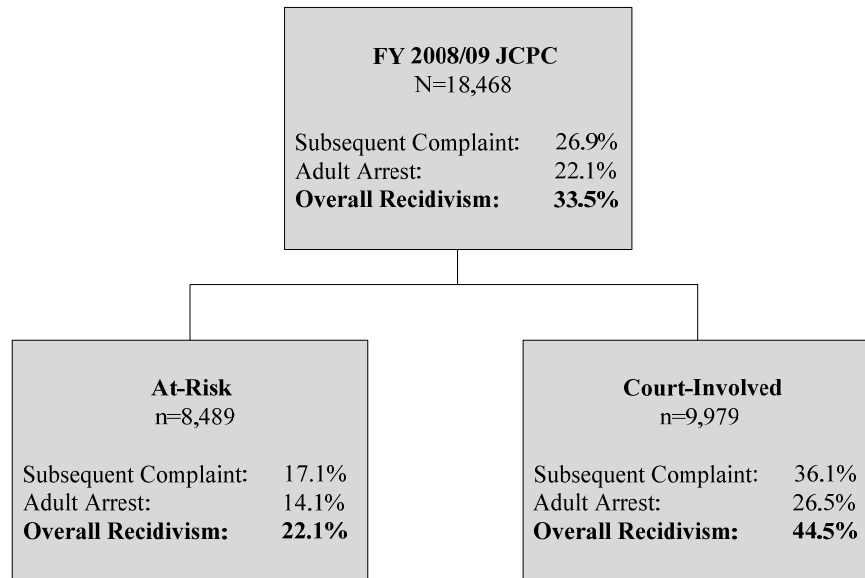 FY 2008/09 JCPC
N=18,468
Subsequent Complaint: 26.9%
Adult Arrest: 22.1%
Overall Recidivism: 33.5%
At-Risk
n=8,489
Subsequent Complaint: 17.1%
Adult Arrest: 14.1%
Overall Recidivism: 22.1%
Court-Involved
n=9,979
Subsequent Complaint: 36.1%
Adult Arrest: 26.5%
Overall Recidivism: 44.5%